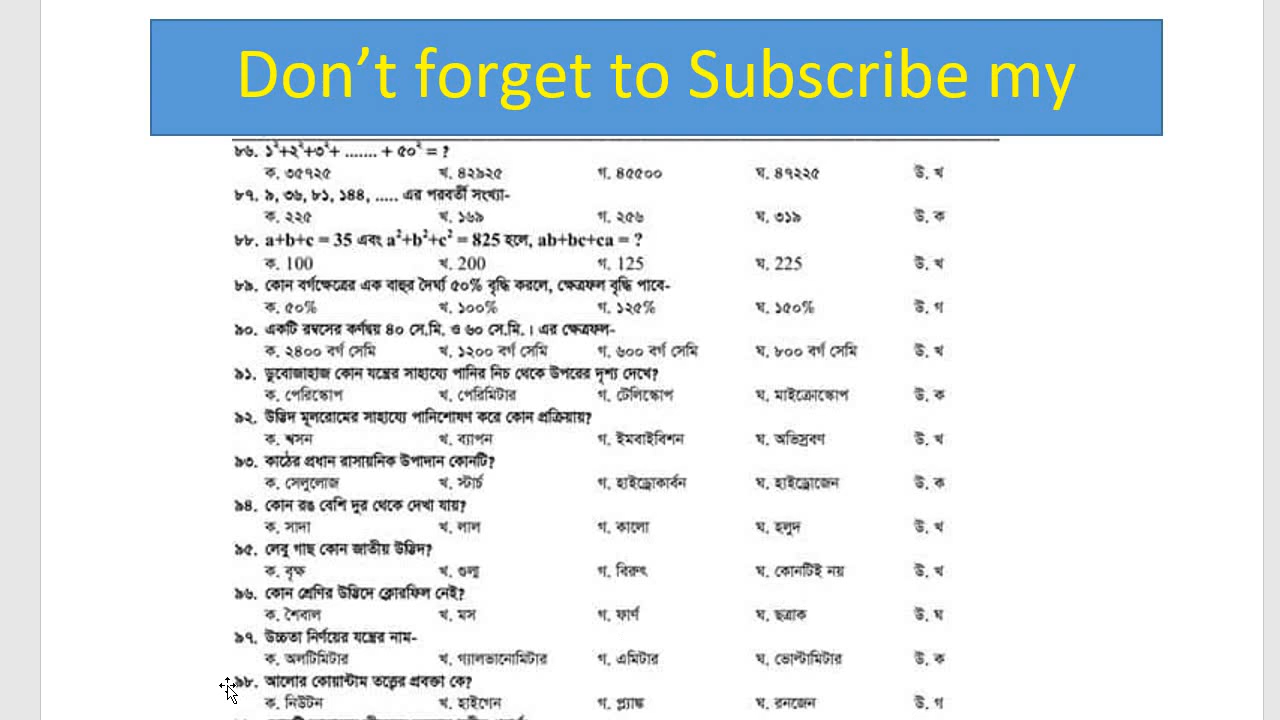 Don't forget to Subscribe my
৮৬. ১²+২²+৩²+ ....... + ৫০² = ?
ক. ৩৫৭২৫ খ. ৪২৯২৫ গ. ৪৫৫০০ ঘ. ৪৭২২৫ উ. খ
৮৭. ৯, ৩৬, ৮১, ১৪৪, ..... এর পরবর্তী সংখ্যা-
ক. ২২৫ খ. ১৬৯ গ. ২৫৬ ঘ. ৩১৯ উ. ক
৮৮. a+b+c = 35 এবং a²+b²+c² = 825 হলে, ab+bc+ca = ?
ক. 100 খ. 200 গ. 125 ঘ. 225 উ. খ
৮৯. কোন বর্গক্ষেত্রের এক বাহুর দৈর্ঘ্য ৫০% বৃদ্ধি করলে, ক্ষেত্রফল বৃদ্ধি পাবে-
ক. ৫০% খ. ১০০% গ. ১২৫% ঘ. ১৫০% উ. গ
৯০. একটি রম্বসের কর্ণদ্বয় ৪০ সে.মি. ও ৬০ সে.মি.। এর ক্ষেত্রফল-
ক. ২৪০০ বর্গ সেমি খ. ১২০০ বর্গ সেমি গ. ৬০০ বর্গ সেমি ঘ. ৮০০ বর্গ সেমি উ. খ
৯১. ডুবোজাহাজ কোন যন্ত্রের সাহায্যে পানির নিচ থেকে উপরের দৃশ্য দেখে?
ক. পেরিস্কোপ খ. পেরিমিটার গ. টেলিস্কোপ ঘ. মাইক্রোস্কোপ উ. ক
৯২. উদ্ভিদ মূলরোমের সাহায্যে পানিশোষণ করে কোন প্রক্রিয়ায়?
ক. শ্বসন খ. ব্যাপন গ. ইমবাইবিশন ঘ. অভিস্রবণ উ. খ
৯৩. কাঠের প্রধান রাসায়নিক উপাদান কোনটি?
ক. সেলুলোজ খ. স্টার্চ গ. হাইড্রোকার্বন ঘ. হাইড্রোজেন উ. ক
৯৪. কোন রঙ বেশি দুর থেকে দেখা যায়?
ক. সাদা খ. লাল গ. কালো ঘ. হলুদ উ. খ
৯৫. লেবু গাছ কোন জাতীয় উদ্ভিদ?
ক. বৃক্ষ খ. গুল্ম গ. বিরুৎ ঘ. কোনটিই নয় উ. খ
৯৬. কোন শ্রেণির উদ্ভিদে ক্লোরফিল নেই?
ক. শৈবাল খ. মস গ. ফার্ণ ঘ. ছত্রাক উ. ঘ
৯৭. উচ্চতা নির্ণয়ের যন্ত্রের নাম-
ক. অলটিমিটার খ. গ্যালভানোমিটার গ. এমিটার ঘ. ভোল্টামিটার উ. ক
৯৮. আলোর কোয়ান্টাম তত্ত্বের প্রবক্তা কে?
ক. নিউটন খ. হাইগেন গ. প্ল্যাঙ্ক ঘ. রনজেন উ. গ